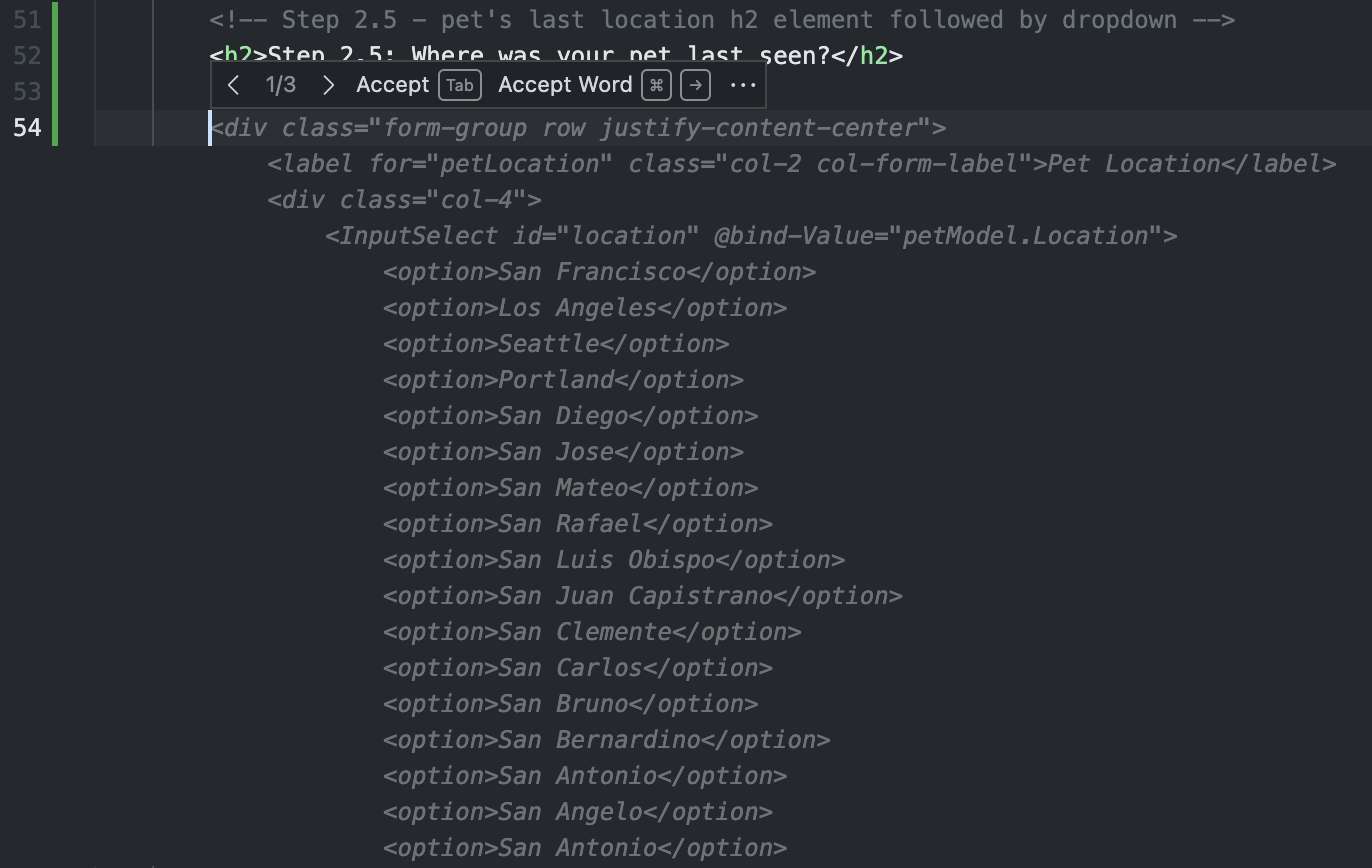 51 <!-- Step 2.5 - pet's last location h2 element followed by dropdown -->
52 <h2>Step 2.5: Where was your pet last seen?</h2>
53
1/3 Accept Tab Accept Word ⌘ → ···
54 <div class="form-group row justify-content-center">
<label for="petLocation" class="col-2 col-form-label">Pet Location</label>
<div class="col-4">
<InputSelect id="location" @bind-Value="petModel.Location">
<option>San Francisco</option>
<option>Los Angeles</option>
<option>Seattle</option>
<option>Portland</option>
<option>San Diego</option>
<option>San Jose</option>
<option>San Mateo</option>
<option>San Rafael</option>
<option>San Luis Obispo</option>
<option>San Juan Capistrano</option>
<option>San Clemente</option>
<option>San Carlos</option>
<option>San Bruno</option>
<option>San Bernardino</option>
<option>San Antonio</option>
<option>San Angelo</option>
<option>San Antonio</option>